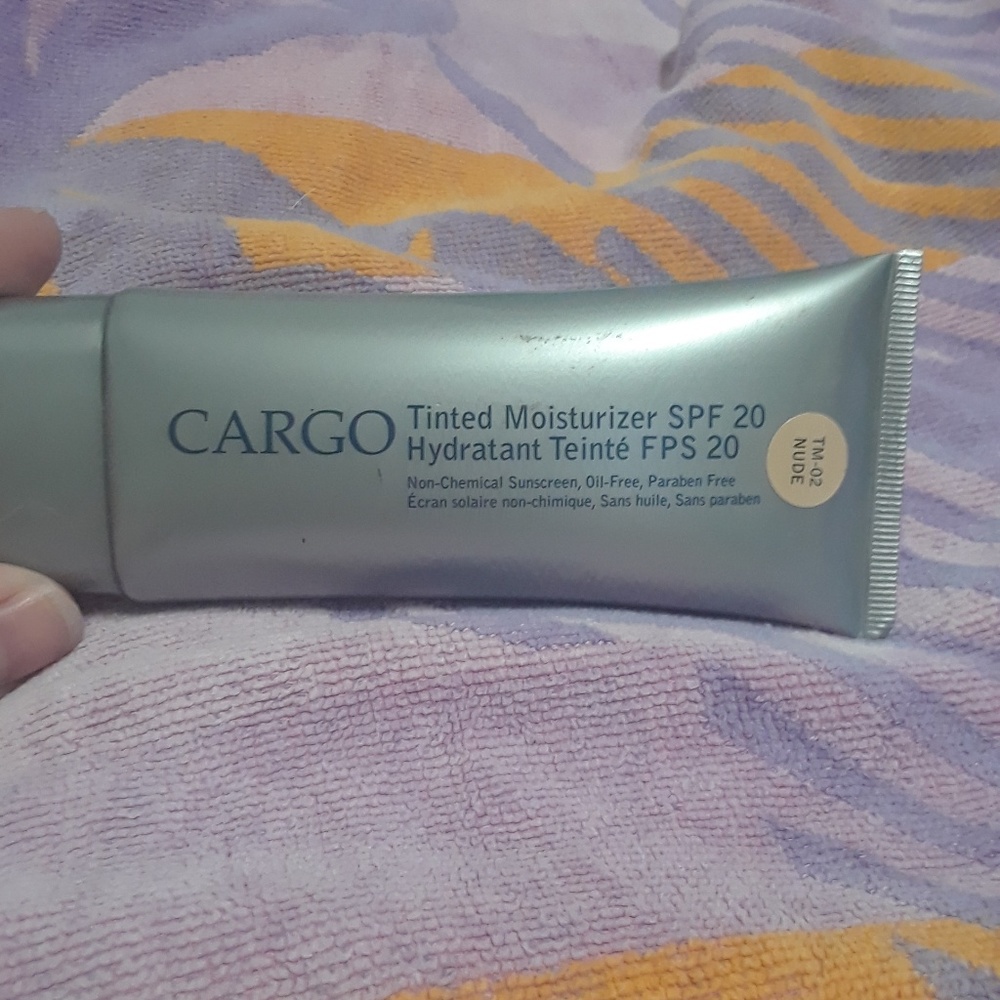 CARGO
Tinted Moisturizer SPF 20
Hydratant Teinté FPS 20
Non-Chemical Sunscreen, Oil-Free, Paraben Free
Écran solaire non-chimique, Sans huile, Sans paraben
TM-02
NUDE